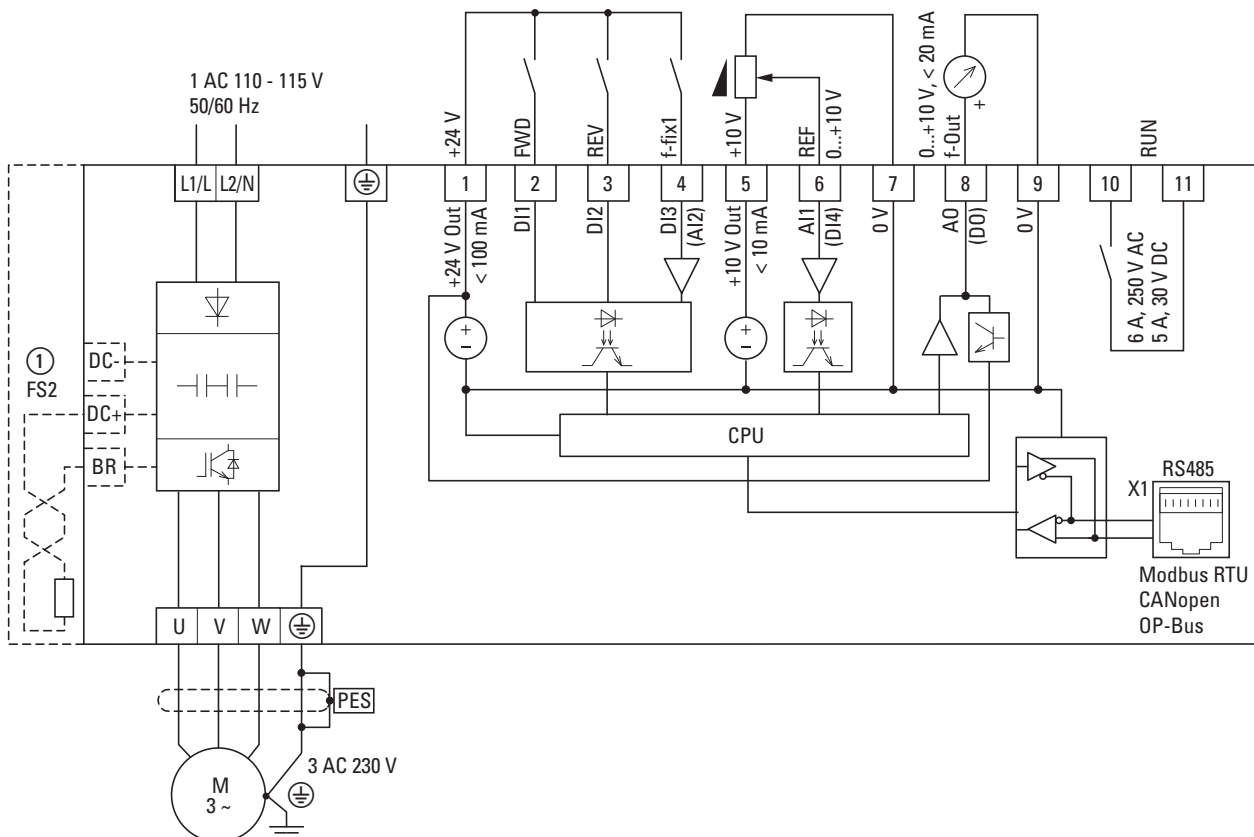 1 AC 110 - 115 V
50/60 Hz
+24 V
FWD
REV
f-fix1
+10 V
REF
0...+10 V
0...+10 V, < 20 mA
f-Out
+
RUN
L1/L
L2/N
1
2
3
4
5
6
7
8
9
10
11
+24 V Out
< 100 mA
DI1
DI2
DI3
(AI2)
+10 V Out
< 10 mA
AI1
(DI4)
0 V
AO
(DO)
0 V
6 A, 250 V AC
5 A, 30 V DC
+
-
+
-
1
FS2
DC-
DC+
BR
CPU
X1
RS485
Modbus RTU
CANopen
OP-Bus
U
V
W
PES
3 AC 230 V
M
3 ~